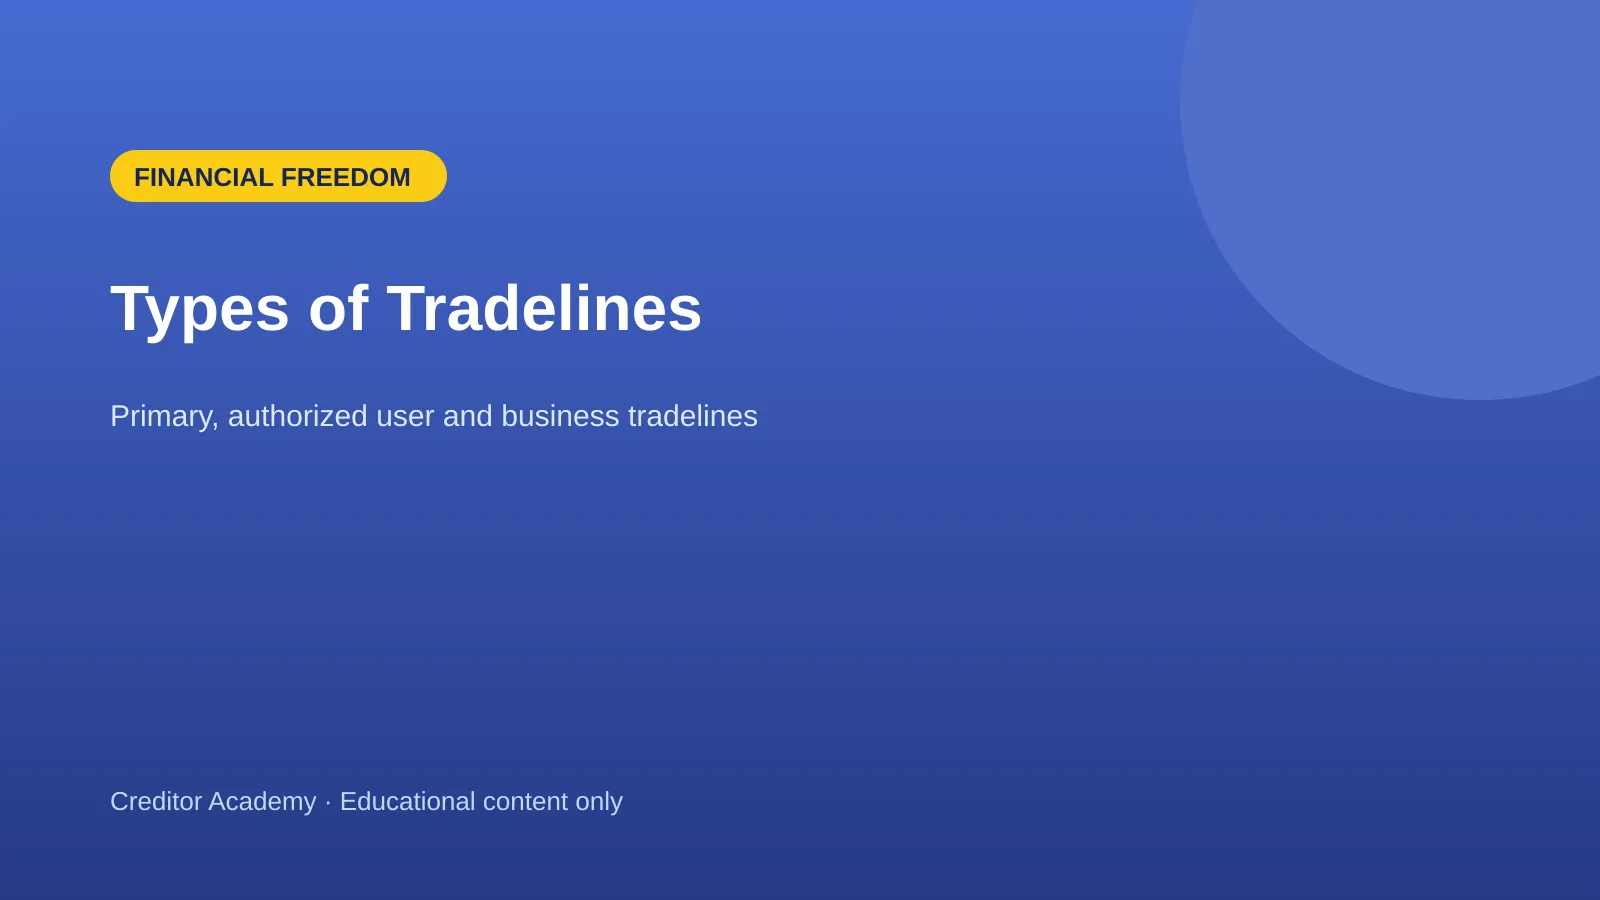 FINANCIAL FREEDOM
Types of Tradelines
Primary, authorized user and business tradelines
Creditor Academy · Educational content only